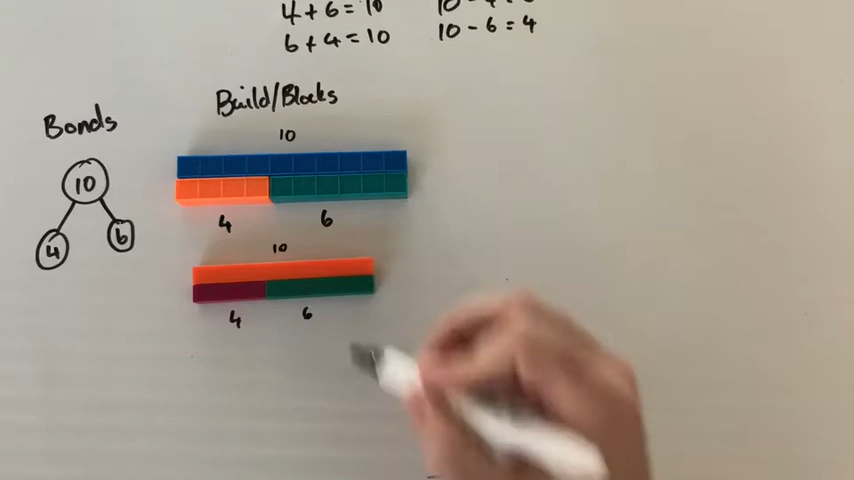 4 + 6 = 10
6 + 4 = 10
10 - 6 = 4
Build/Blocks
Bonds
10
10
4 6
4 6
10
4 6